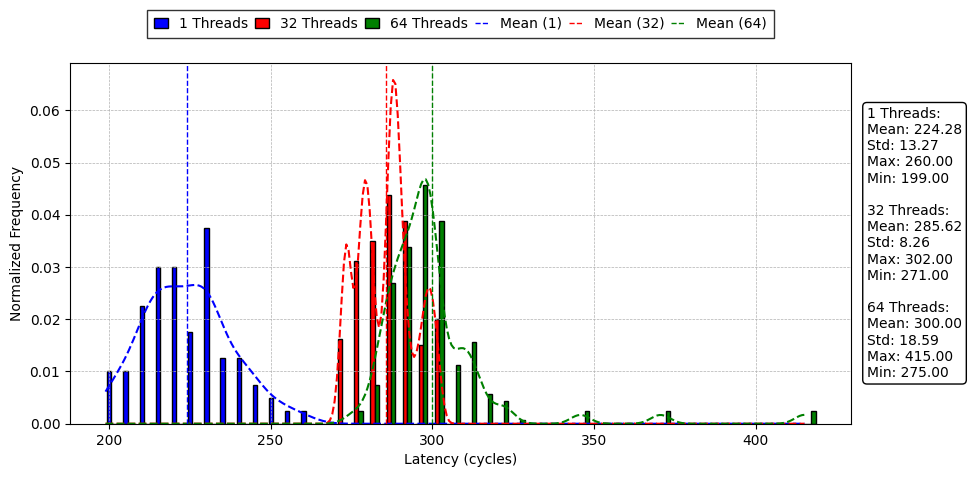 1 Threads 32 Threads 64 Threads Mean (1) Mean (32) Mean (64)
0.06
0.05
0.04
0.03
0.02
0.01
0.00
Normalized Frequency
200 250 300 350 400
Latency (cycles)
1 Threads:
Mean: 224.28
Std: 13.27
Max: 260.00
Min: 199.00
32 Threads:
Mean: 285.62
Std: 8.26
Max: 302.00
Min: 271.00
64 Threads:
Mean: 300.00
Std: 18.59
Max: 415.00
Min: 275.00